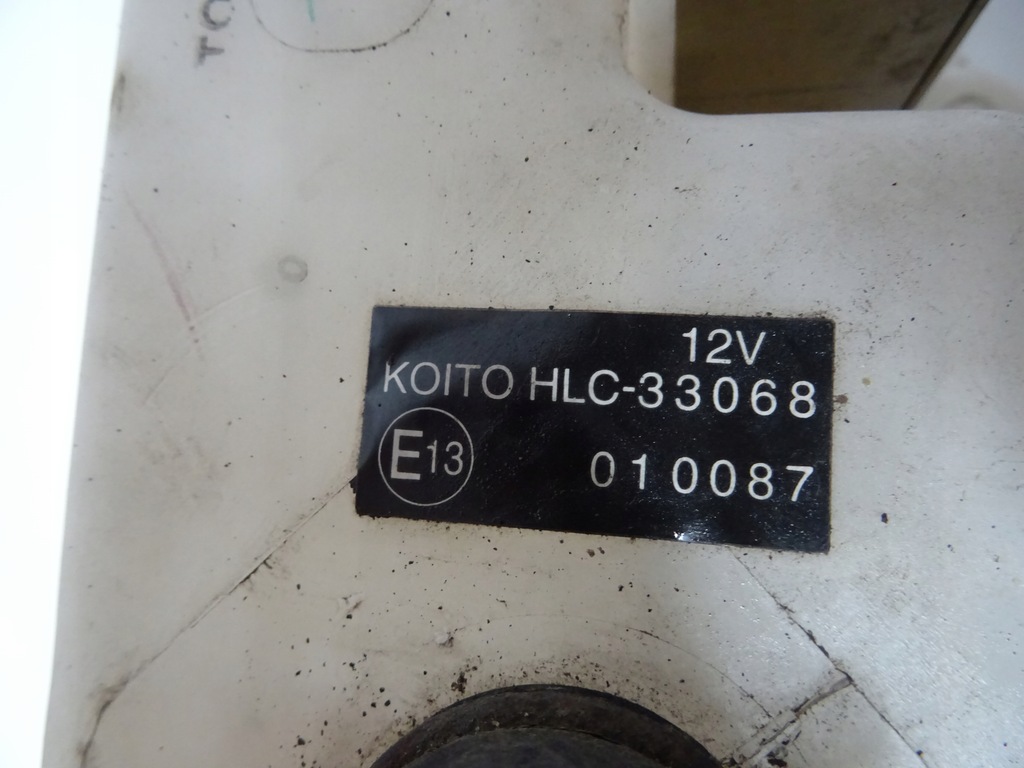 12V
KOITO HLC-33068
E13 010087